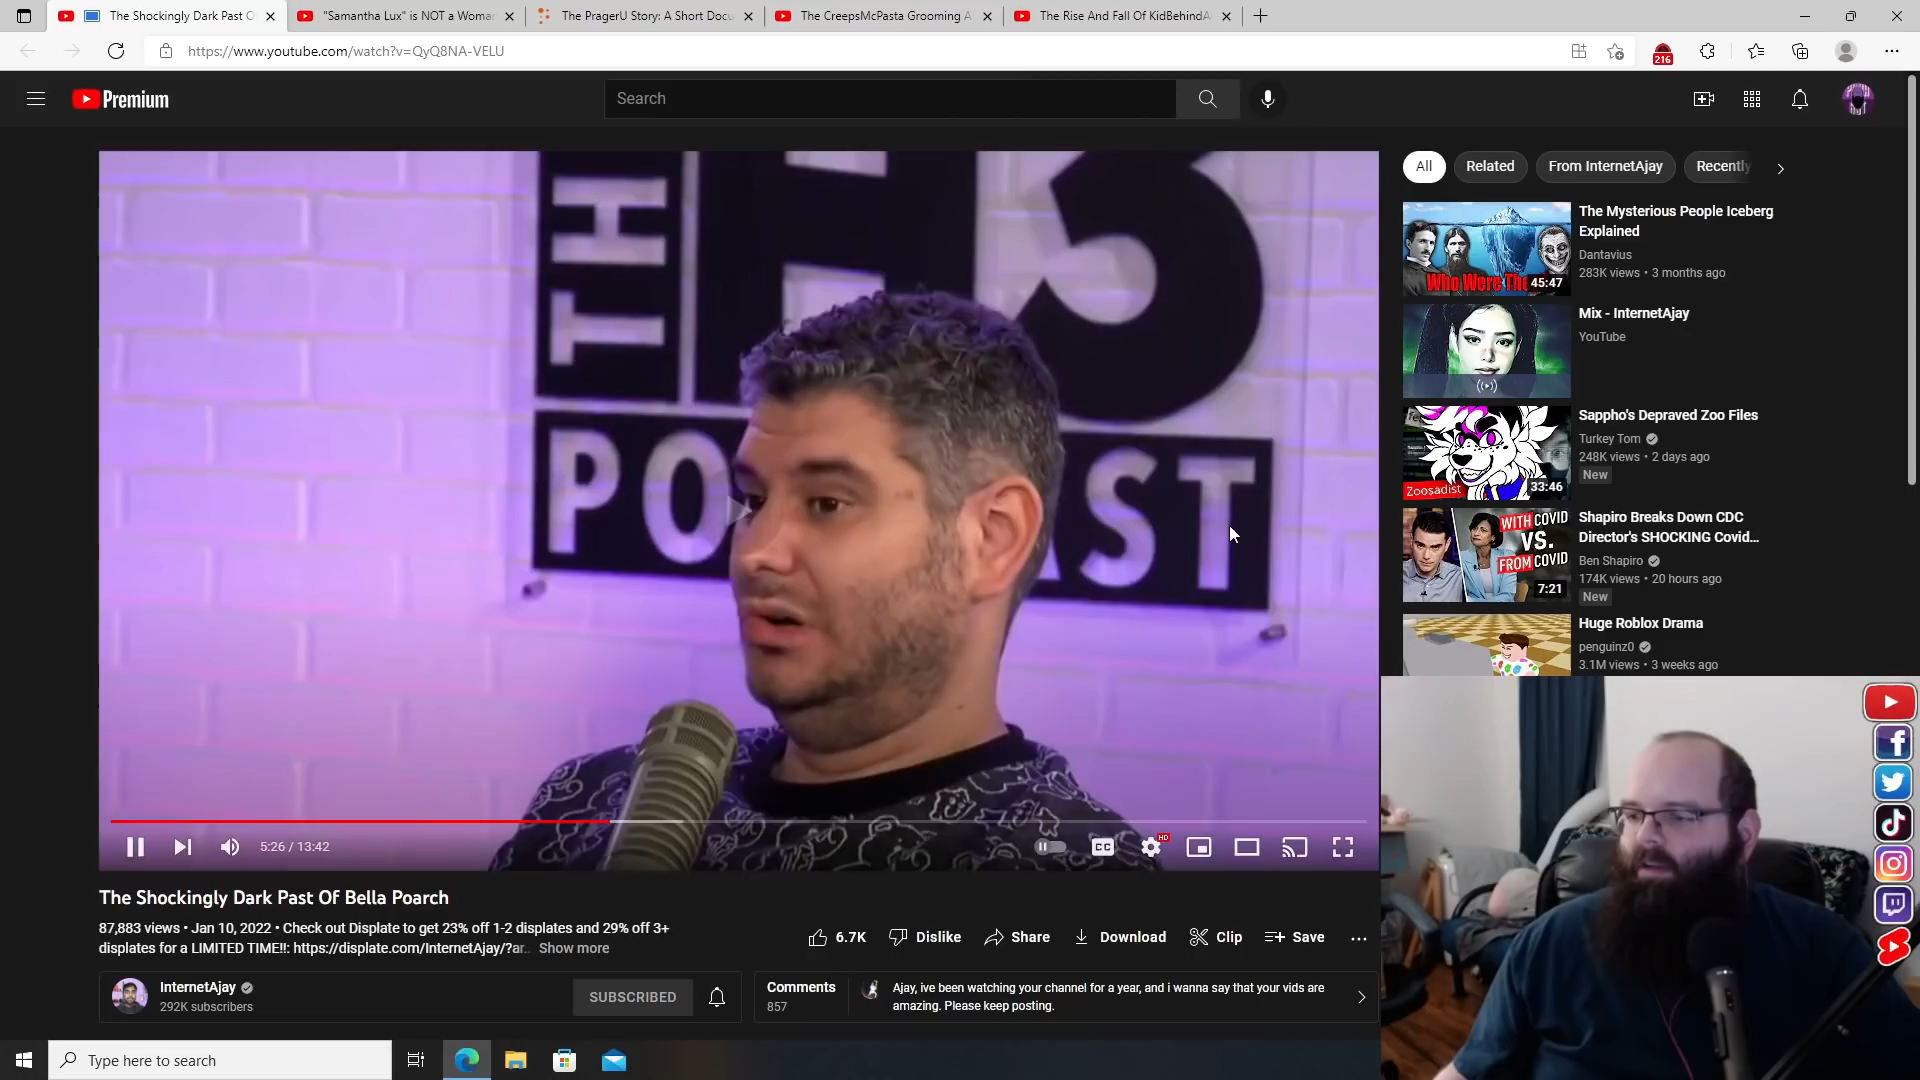 The Shockingly Dark Past O
"Samantha Lux" is NOT a Woma
The PragerU Story: A Short Docu
The CreepsMcPasta Grooming A
The Rise And Fall Of KidBehindA
https://www.youtube.com/watch?v=QyQ8NA-VELU
216
Premium
Search
THE H3
PODCAST
5:26 / 13:42
CC
HD
The Shockingly Dark Past Of Bella Poarch
87,883 views • Jan 10, 2022 • Check out Displate to get 23% off 1-2 displates and 29% off 3+
displates for a LIMITED TIME!!: https://displate.com/InternetAjay/?ar... Show more
6.7K
Dislike
Share
Download
Clip
Save
InternetAjay
292K subscribers
SUBSCRIBED
Comments
857
Ajay, ive been watching your channel for a year, and i wanna say that your vids are
amazing. Please keep posting.
All
Related
From InternetAjay
Recently
Who Were The
45:47
The Mysterious People Iceberg
Explained
Dantavius
283K views • 3 months ago
Mix - InternetAjay
YouTube
Zoosadist
33:46
Sappho's Depraved Zoo Files
Turkey Tom
248K views • 2 days ago
New
WITH COVID
VS.
FROM COVID
7:21
Shapiro Breaks Down CDC
Director's SHOCKING Covid...
Ben Shapiro
174K views • 20 hours ago
New
Huge Roblox Drama
penguinz0
3.1M views • 3 weeks ago
Type here to search